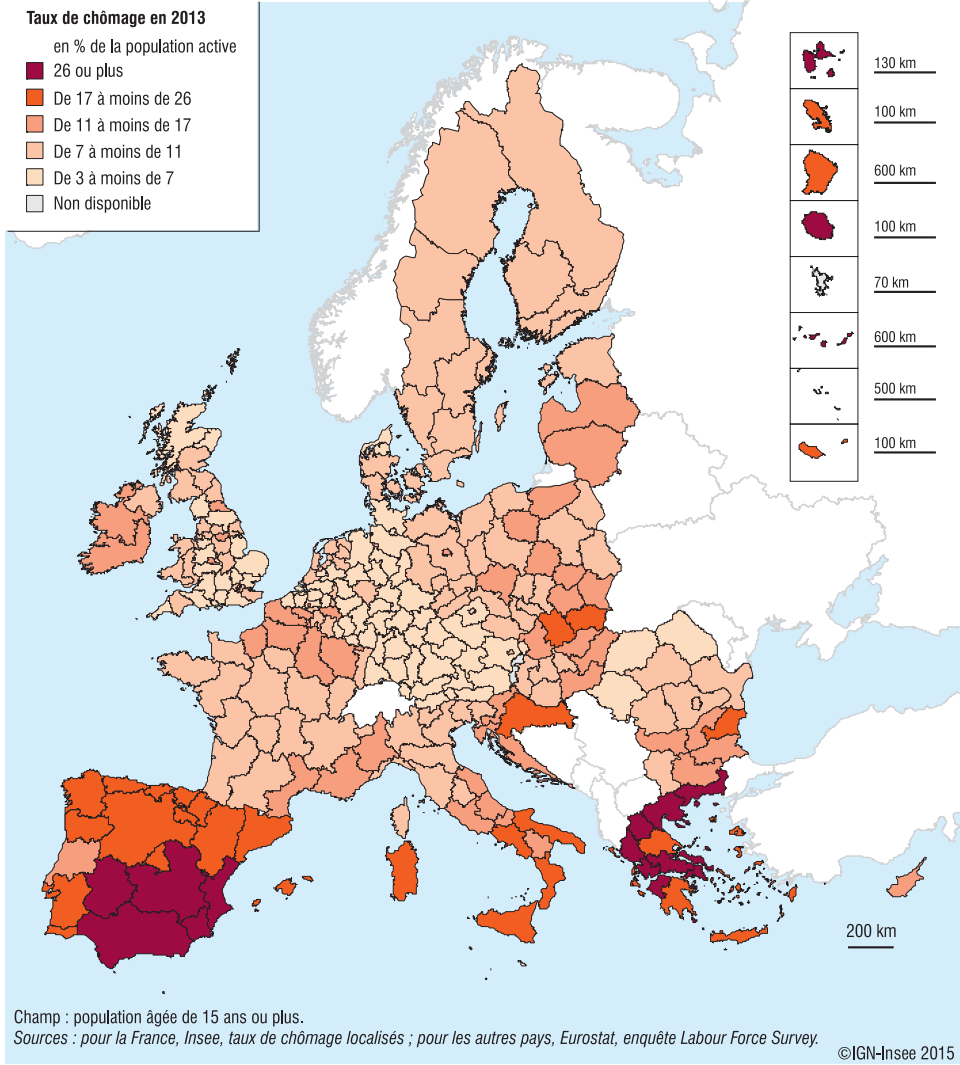 Taux de chômage en 2013
en % de la population active
26 ou plus
De 17 à moins de 26
De 11 à moins de 17
De 7 à moins de 11
De 3 à moins de 7
Non disponible
130 km
100 km
600 km
100 km
70 km
600 km
500 km
100 km
200 km
Champ : population âgée de 15 ans ou plus.
Sources : pour la France, Insee, taux de chômage localisés ; pour les autres pays, Eurostat, enquête Labour Force Survey.
©IGN-Insee 2015